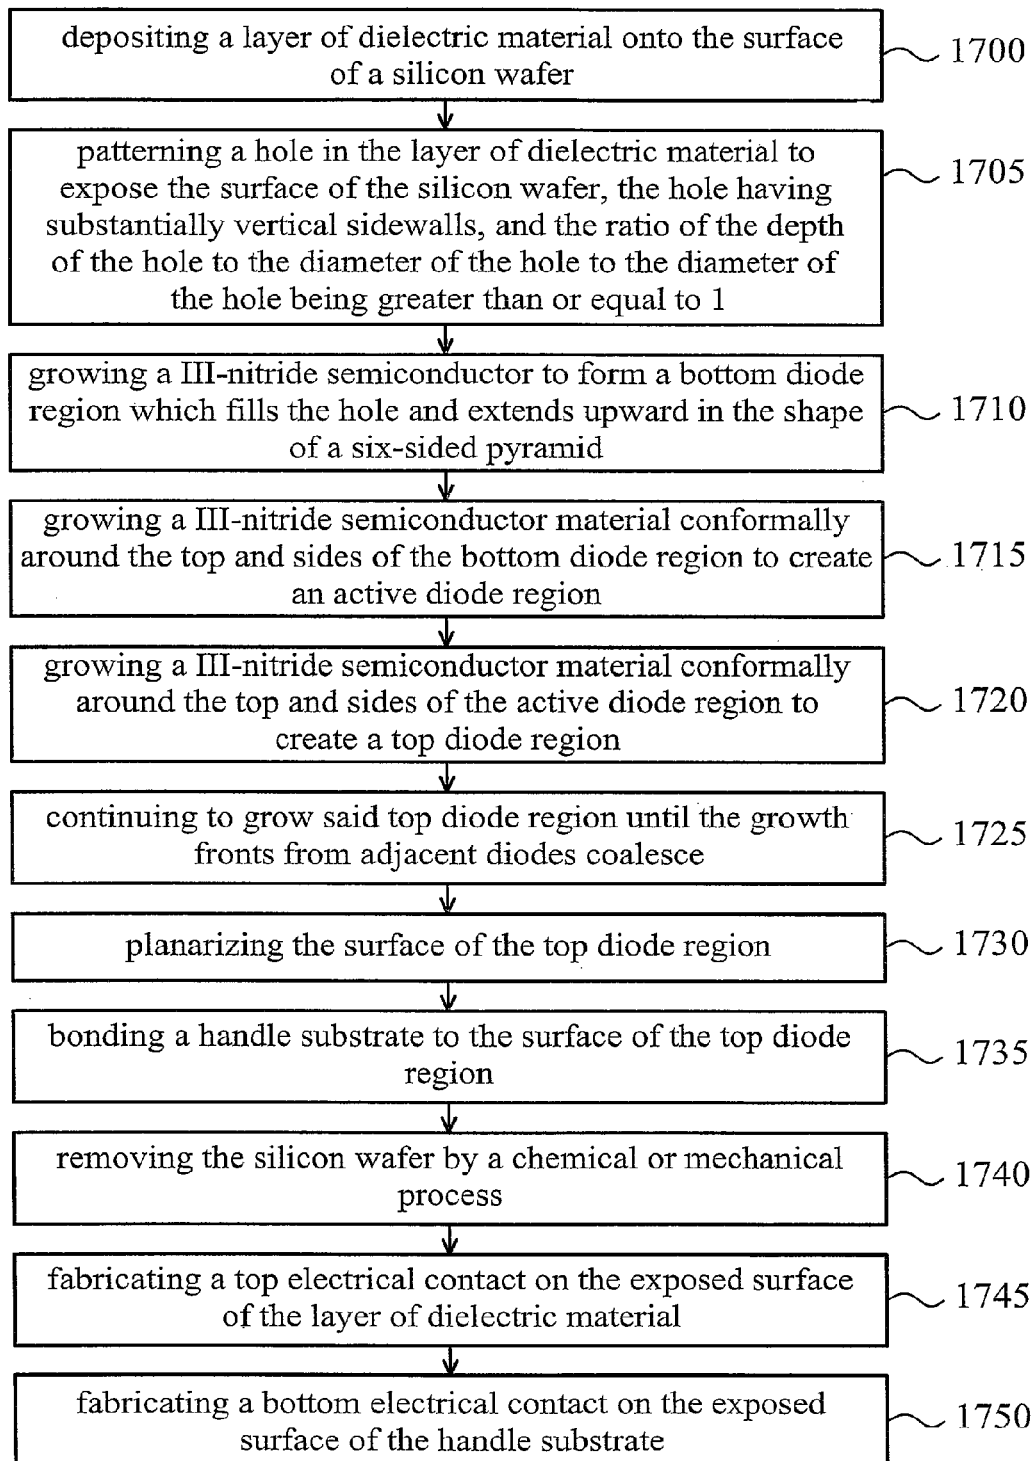 depositing a layer of dielectric material onto the surface
of a silicon wafer
1700
patterning a hole in the layer of dielectric material to
expose the surface of the silicon wafer, the hole having
substantially vertical sidewalls, and the ratio of the depth
of the hole to the diameter of the hole to the diameter of
the hole being greater than or equal to 1
1705
growing a III-nitride semiconductor to form a bottom diode
region which fills the hole and extends upward in the shape
of a six-sided pyramid
1710
growing a III-nitride semiconductor material conformally
around the top and sides of the bottom diode region to create
an active diode region
1715
growing a III-nitride semiconductor material conformally
around the top and sides of the active diode region to
create a top diode region
1720
continuing to grow said top diode region until the growth
fronts from adjacent diodes coalesce
1725
planarizing the surface of the top diode region
1730
bonding a handle substrate to the surface of the top diode
region
1735
removing the silicon wafer by a chemical or mechanical
process
1740
fabricating a top electrical contact on the exposed surface
of the layer of dielectric material
1745
fabricating a bottom electrical contact on the exposed
surface of the handle substrate
1750